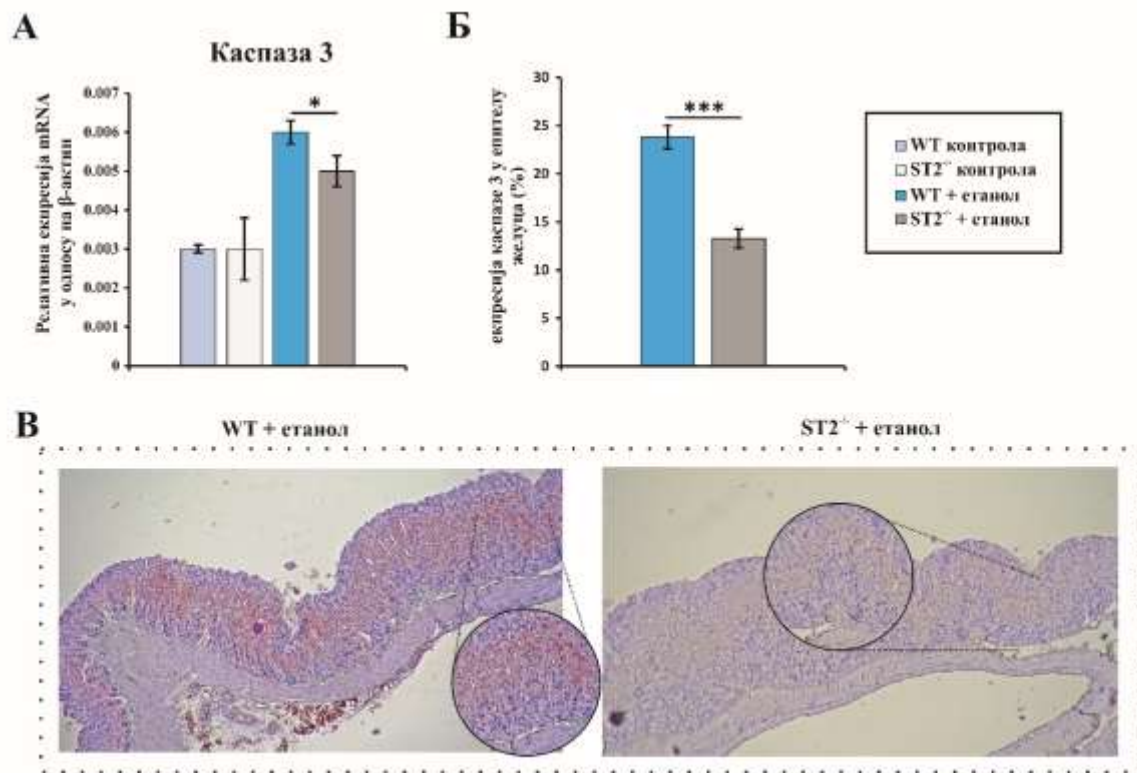 А
Каспаза 3
Релативна екпресија mRNA
у односу на β-актин
0.007
0.006
0.005
0.004
0.003
0.002
0.001
0
*
Б
екпресија каспазе 3 у епителу
желуца (%)
30
25
20
15
10
5
0
***
WT контрола
ST2-/- контрола
WT + етанол
ST2-/- + етанол
В
WT + етанол
ST2-/- + етанол